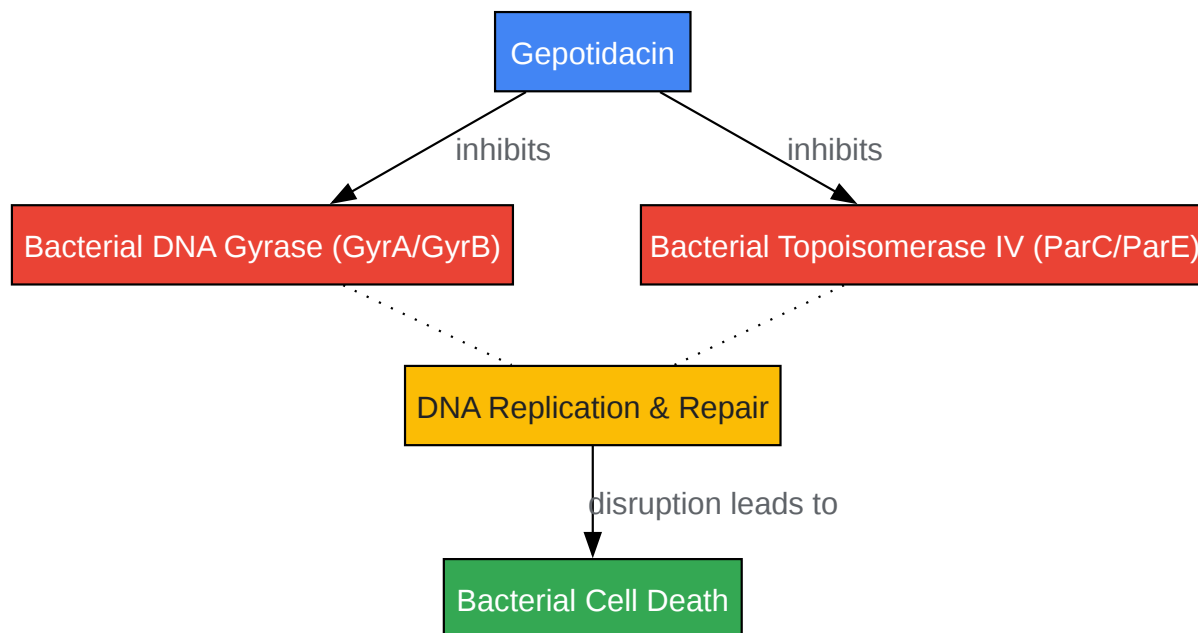 Gepotidacin
inhibits
inhibits
Bacterial DNA Gyrase (GyrA/GyrB)
Bacterial Topoisomerase IV (ParC/ParE)
DNA Replication & Repair
disruption leads to
Bacterial Cell Death